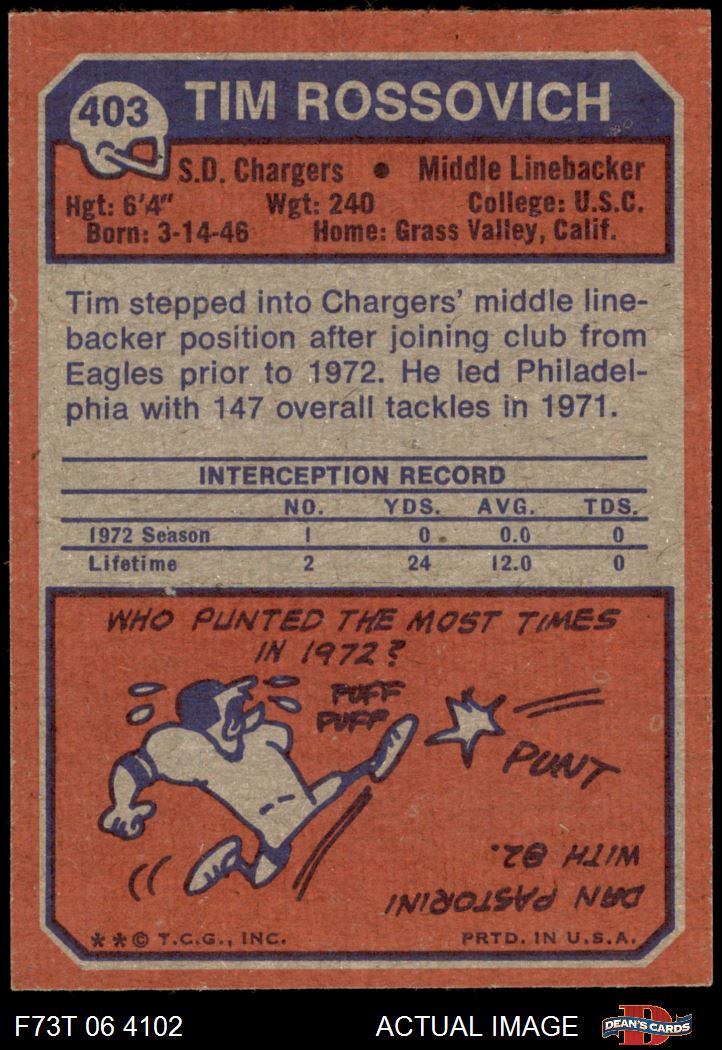 403
TIM ROSSOVICH
S.D. Chargers • Middle Linebacker
Hgt: 6'4" Wgt: 240 College: U.S.C.
Born: 3-14-46 Home: Grass Valley, Calif.
Tim stepped into Chargers' middle line-
backer position after joining club from
Eagles prior to 1972. He led Philadel-
phia with 147 overall tackles in 1971.
INTERCEPTION RECORD
NO. YDS. AVG. TDS.
1972 Season 1 0 0.0 0
Lifetime 2 24 12.0 0
WHO PUNTED THE MOST TIMES
IN 1972?
PUFF
PUFF
PUNT
DAN PASTORINI
WITH 82.
**© T.C.G., INC. PRTD. IN U.S.A.
F73T 06 4102 ACTUAL IMAGE D DEAN'S CARDS